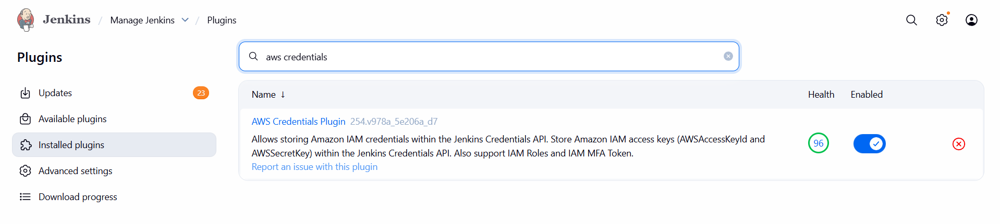 Jenkins / Manage Jenkins / Plugins
Plugins
aws credentials
Updates 23
Available plugins
Installed plugins
Advanced settings
Download progress
Name ↓ Health Enabled
AWS Credentials Plugin 254.v978a_5e206a_d7
Allows storing Amazon IAM credentials within the Jenkins Credentials API. Store Amazon IAM access keys (AWSAccessKeyId and
AWSSecretKey) within the Jenkins Credentials API. Also support IAM Roles and IAM MFA Token.
Report an issue with this plugin
96